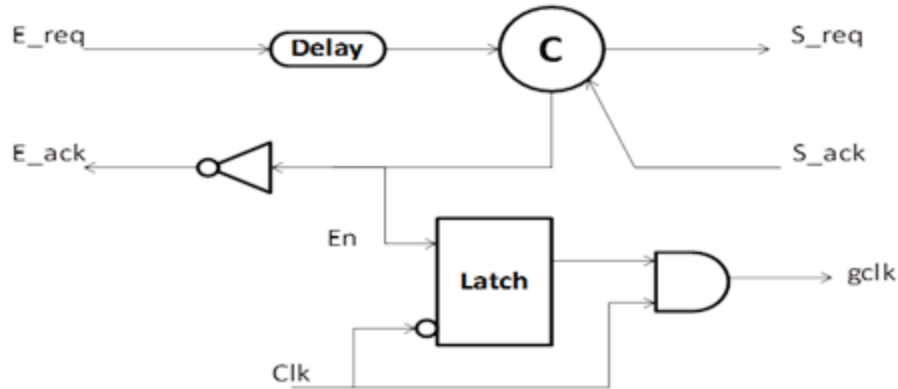 E_req
Delay
C
S_req
E_ack
S_ack
En
Latch
gclk
Clk